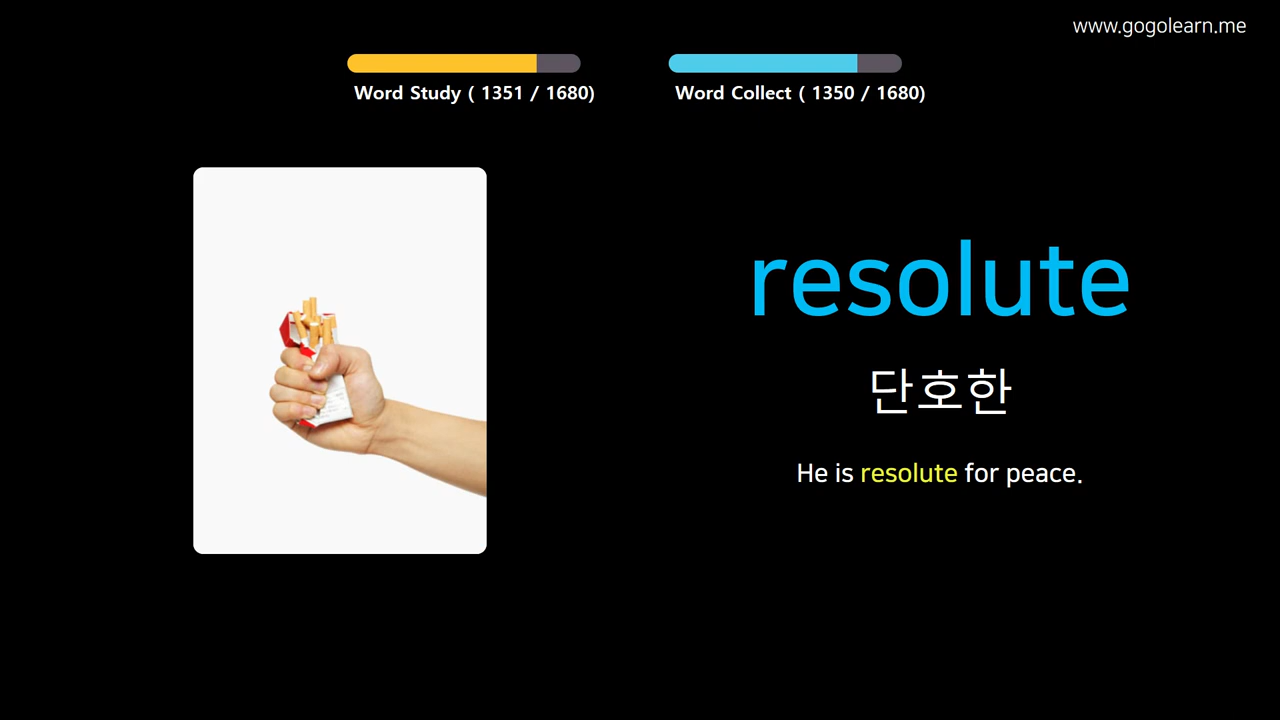 www.gogolearn.me
Word Study ( 1351 / 1680)
Word Collect ( 1350 / 1680)
resolute
단호한
He is resolute for peace.